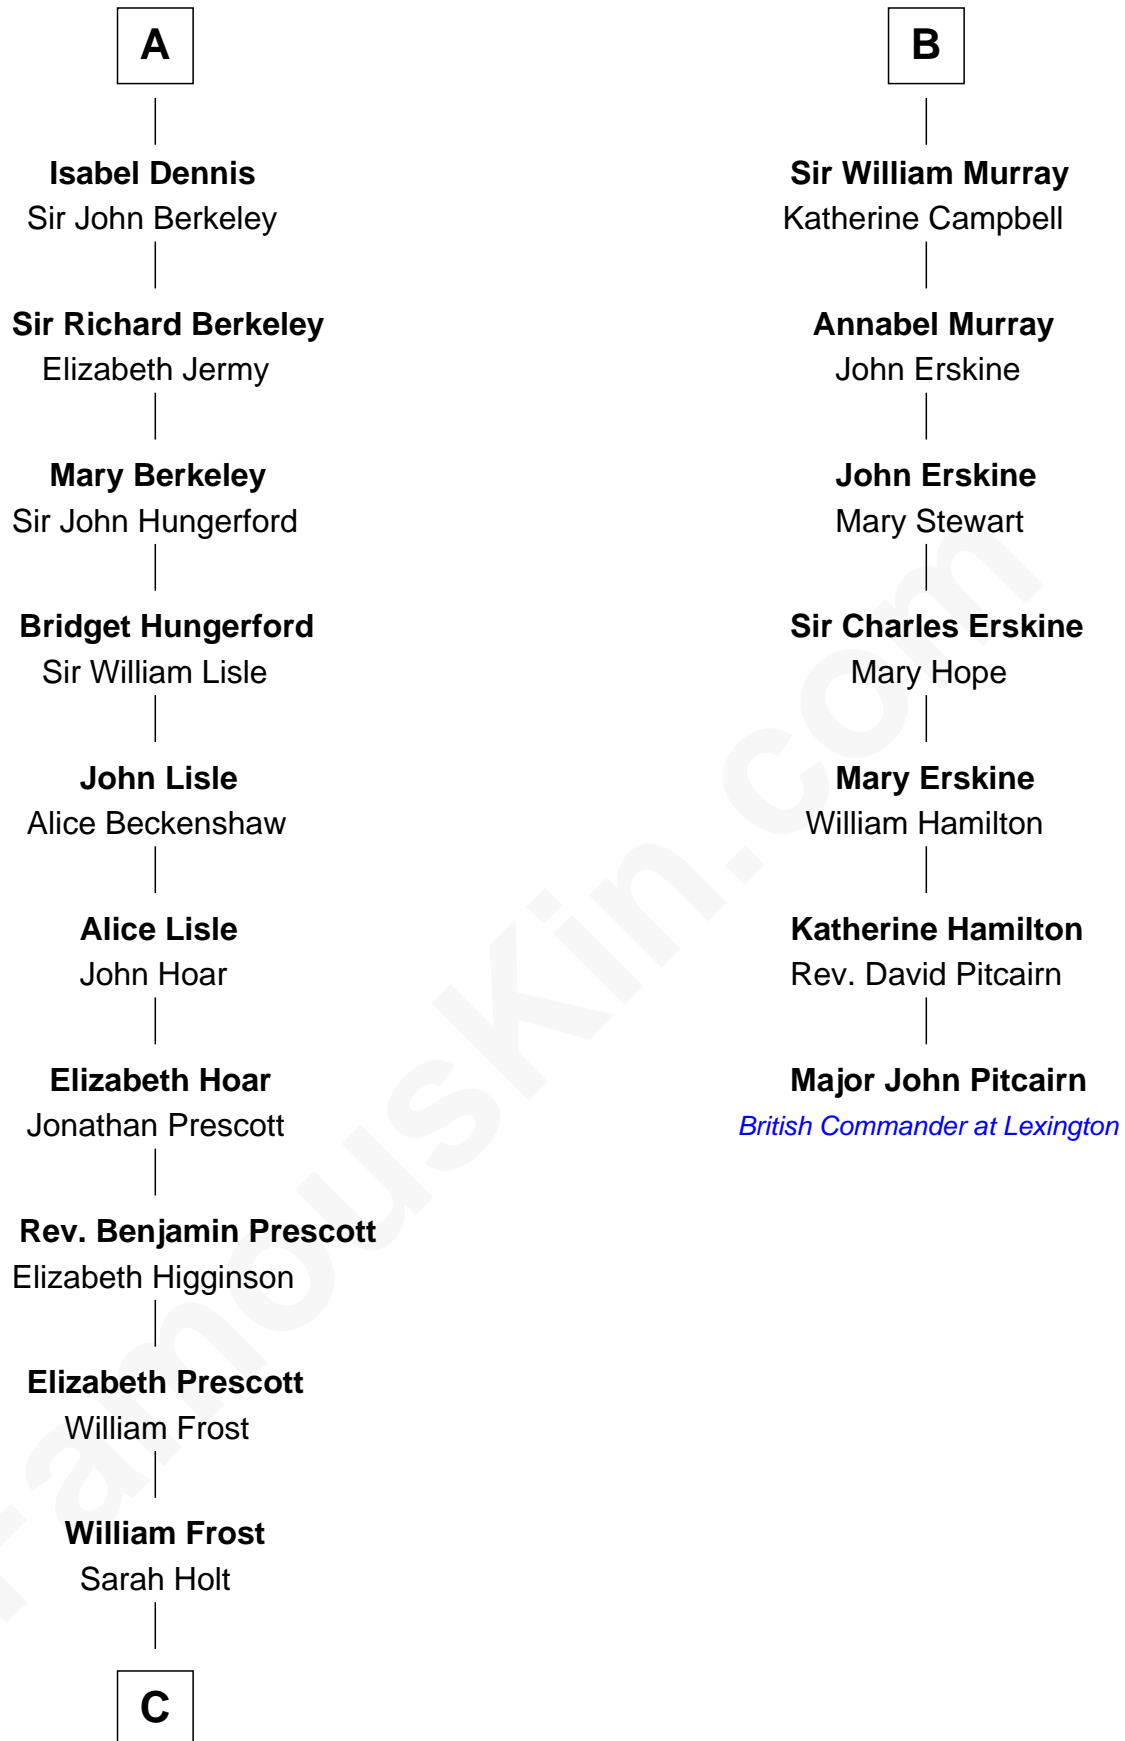 A
Isabel Dennis
Sir John Berkeley
Sir Richard Berkeley
Elizabeth Jermy
Mary Berkeley
Sir John Hungerford
Bridget Hungerford
Sir William Lisle
John Lisle
Alice Beckenshaw
Alice Lisle
John Hoar
Elizabeth Hoar
Jonathan Prescott
Rev. Benjamin Prescott
Elizabeth Higginson
Elizabeth Prescott
William Frost
William Frost
Sarah Holt
C
B
Sir William Murray
Katherine Campbell
Annabel Murray
John Erskine
John Erskine
Mary Stewart
Sir Charles Erskine
Mary Hope
Mary Erskine
William Hamilton
Katherine Hamilton
Rev. David Pitcairn
Major John Pitcairn
British Commander at Lexington
FamousKin.com